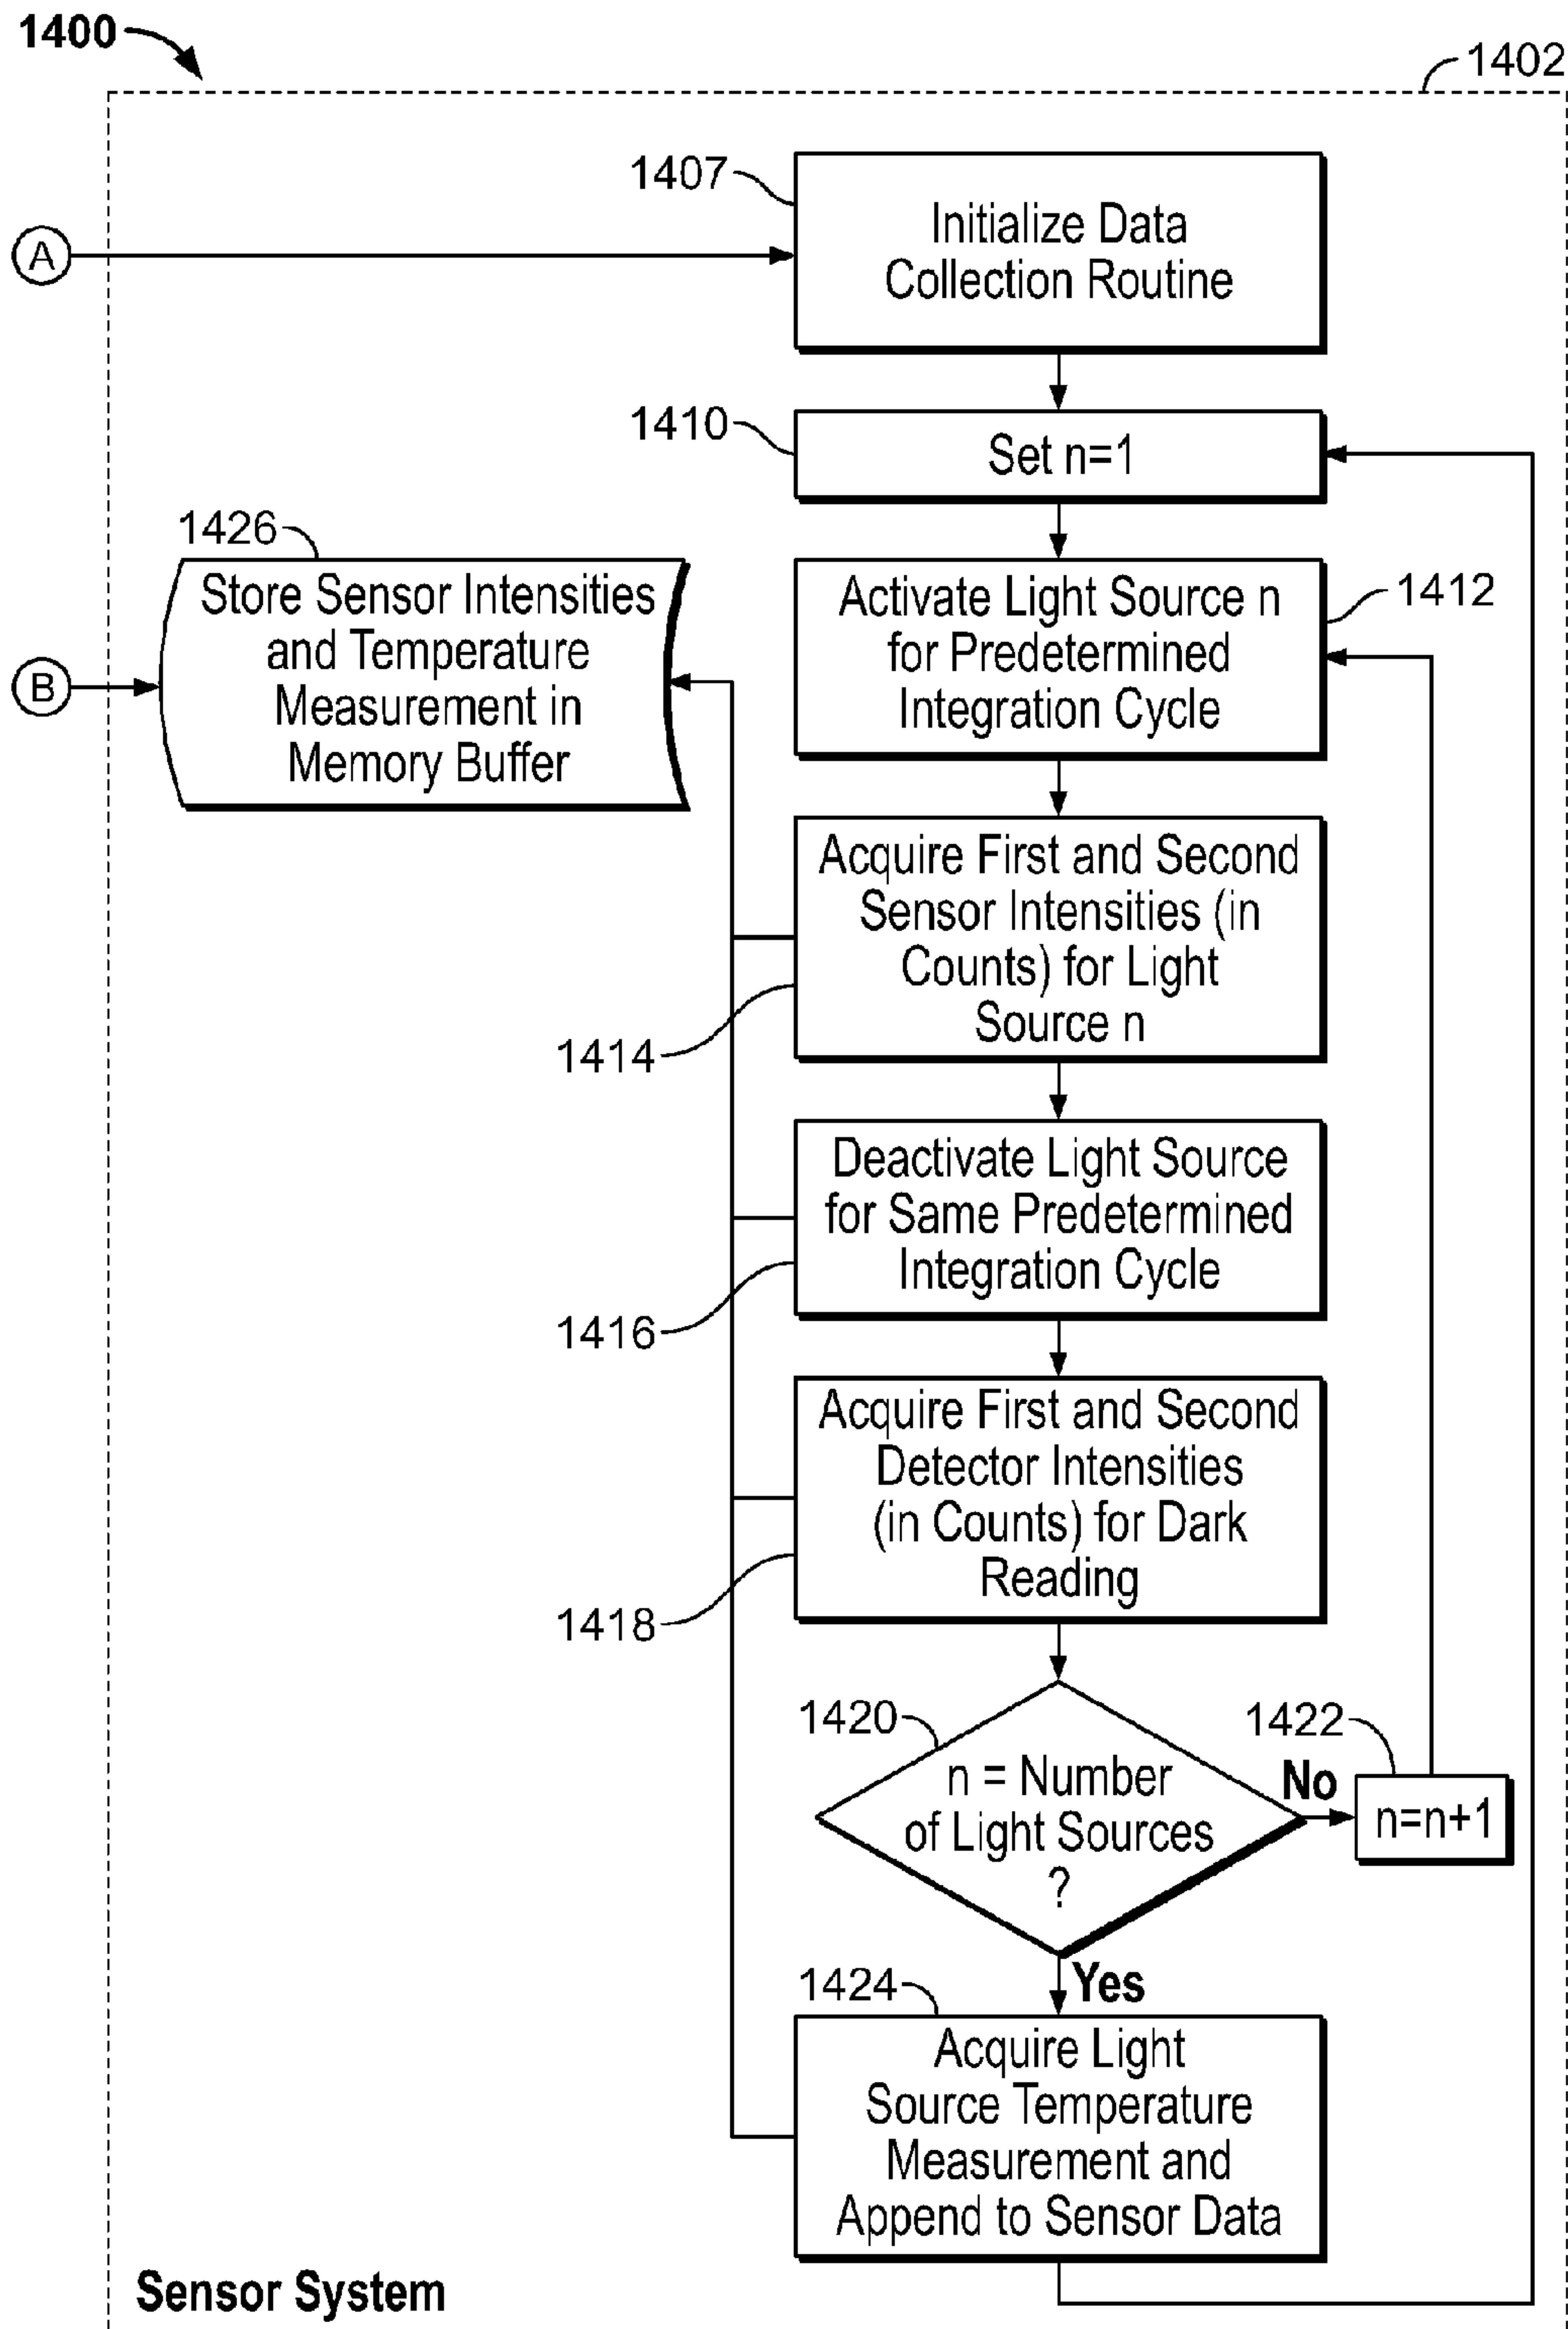 1400
1402
1407
Initialize Data
Collection Routine
A
1410
Set n=1
1426
Store Sensor Intensities
and Temperature
Measurement in
Memory Buffer
B
Activate Light Source n
for Predetermined
Integration Cycle
1412
Acquire First and Second
Sensor Intensities (in
Counts) for Light
Source n
1414
Deactivate Light Source
for Same Predetermined
Integration Cycle
1416
Acquire First and Second
Detector Intensities
(in Counts) for Dark
Reading
1418
1420
n = Number
of Light Sources
?
No
1422
n=n+1
Yes
1424
Acquire Light
Source Temperature
Measurement and
Append to Sensor Data
Sensor System